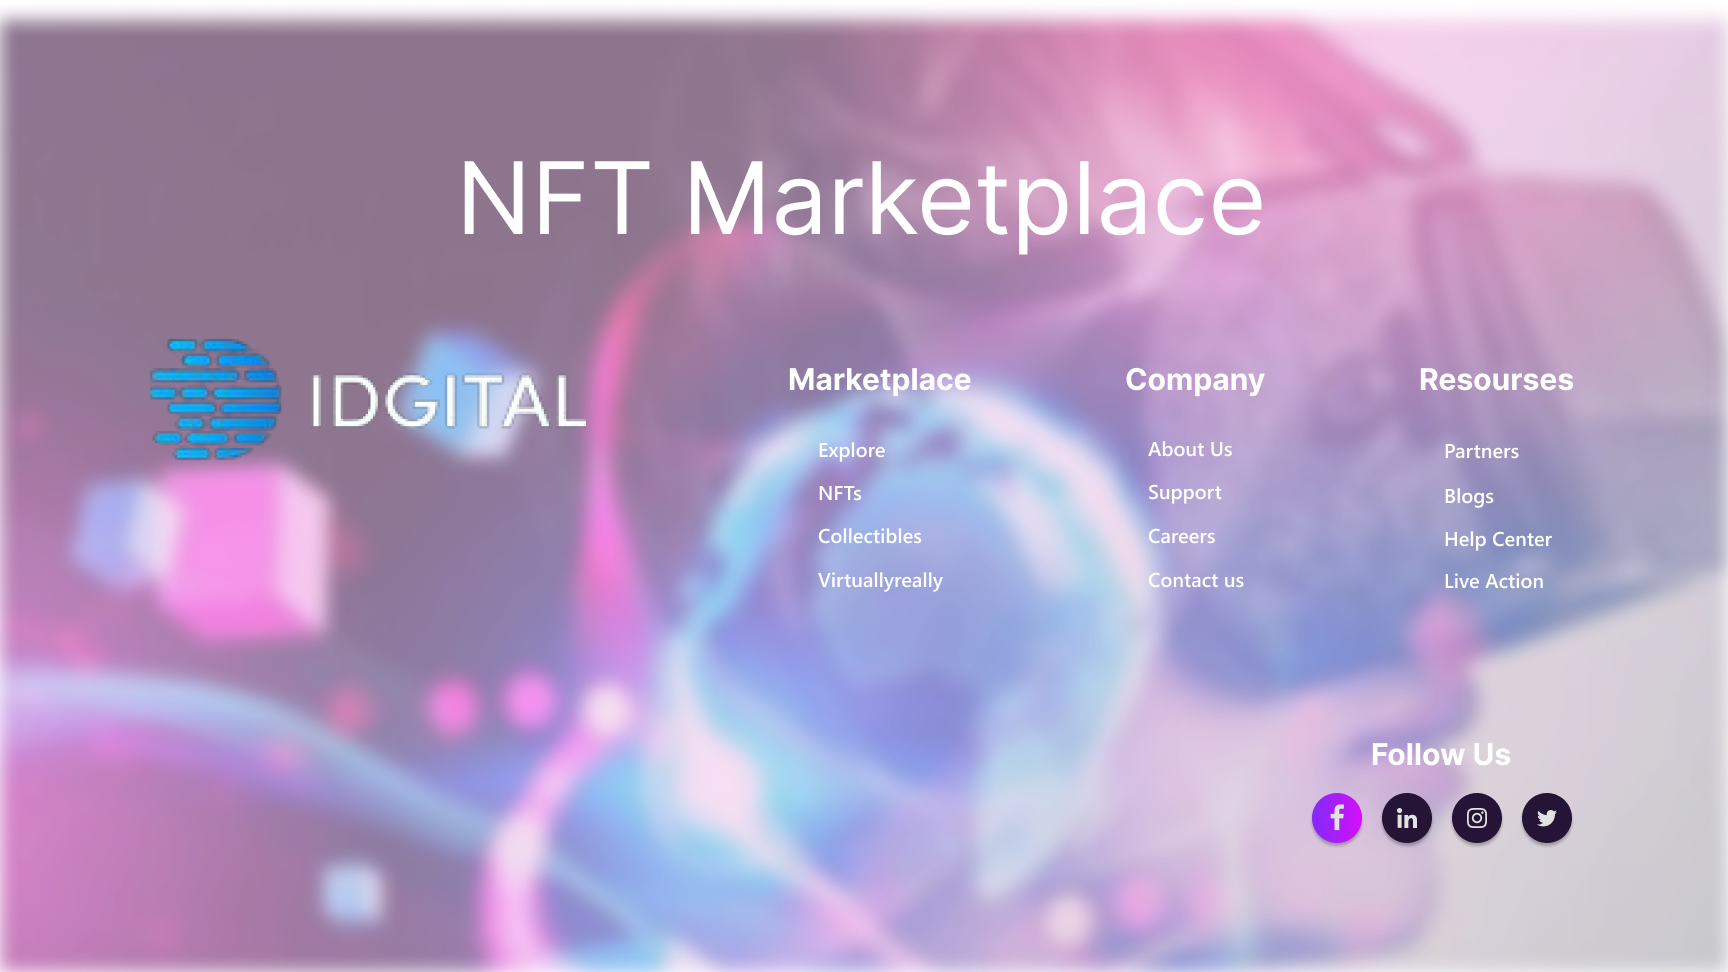 NFT Marketplace
IDGITAL
Marketplace
Explore
NFTs
Collectibles
Virtuallyreally
Company
About Us
Support
Careers
Contact us
Resourses
Partners
Blogs
Help Center
Live Action
Follow Us